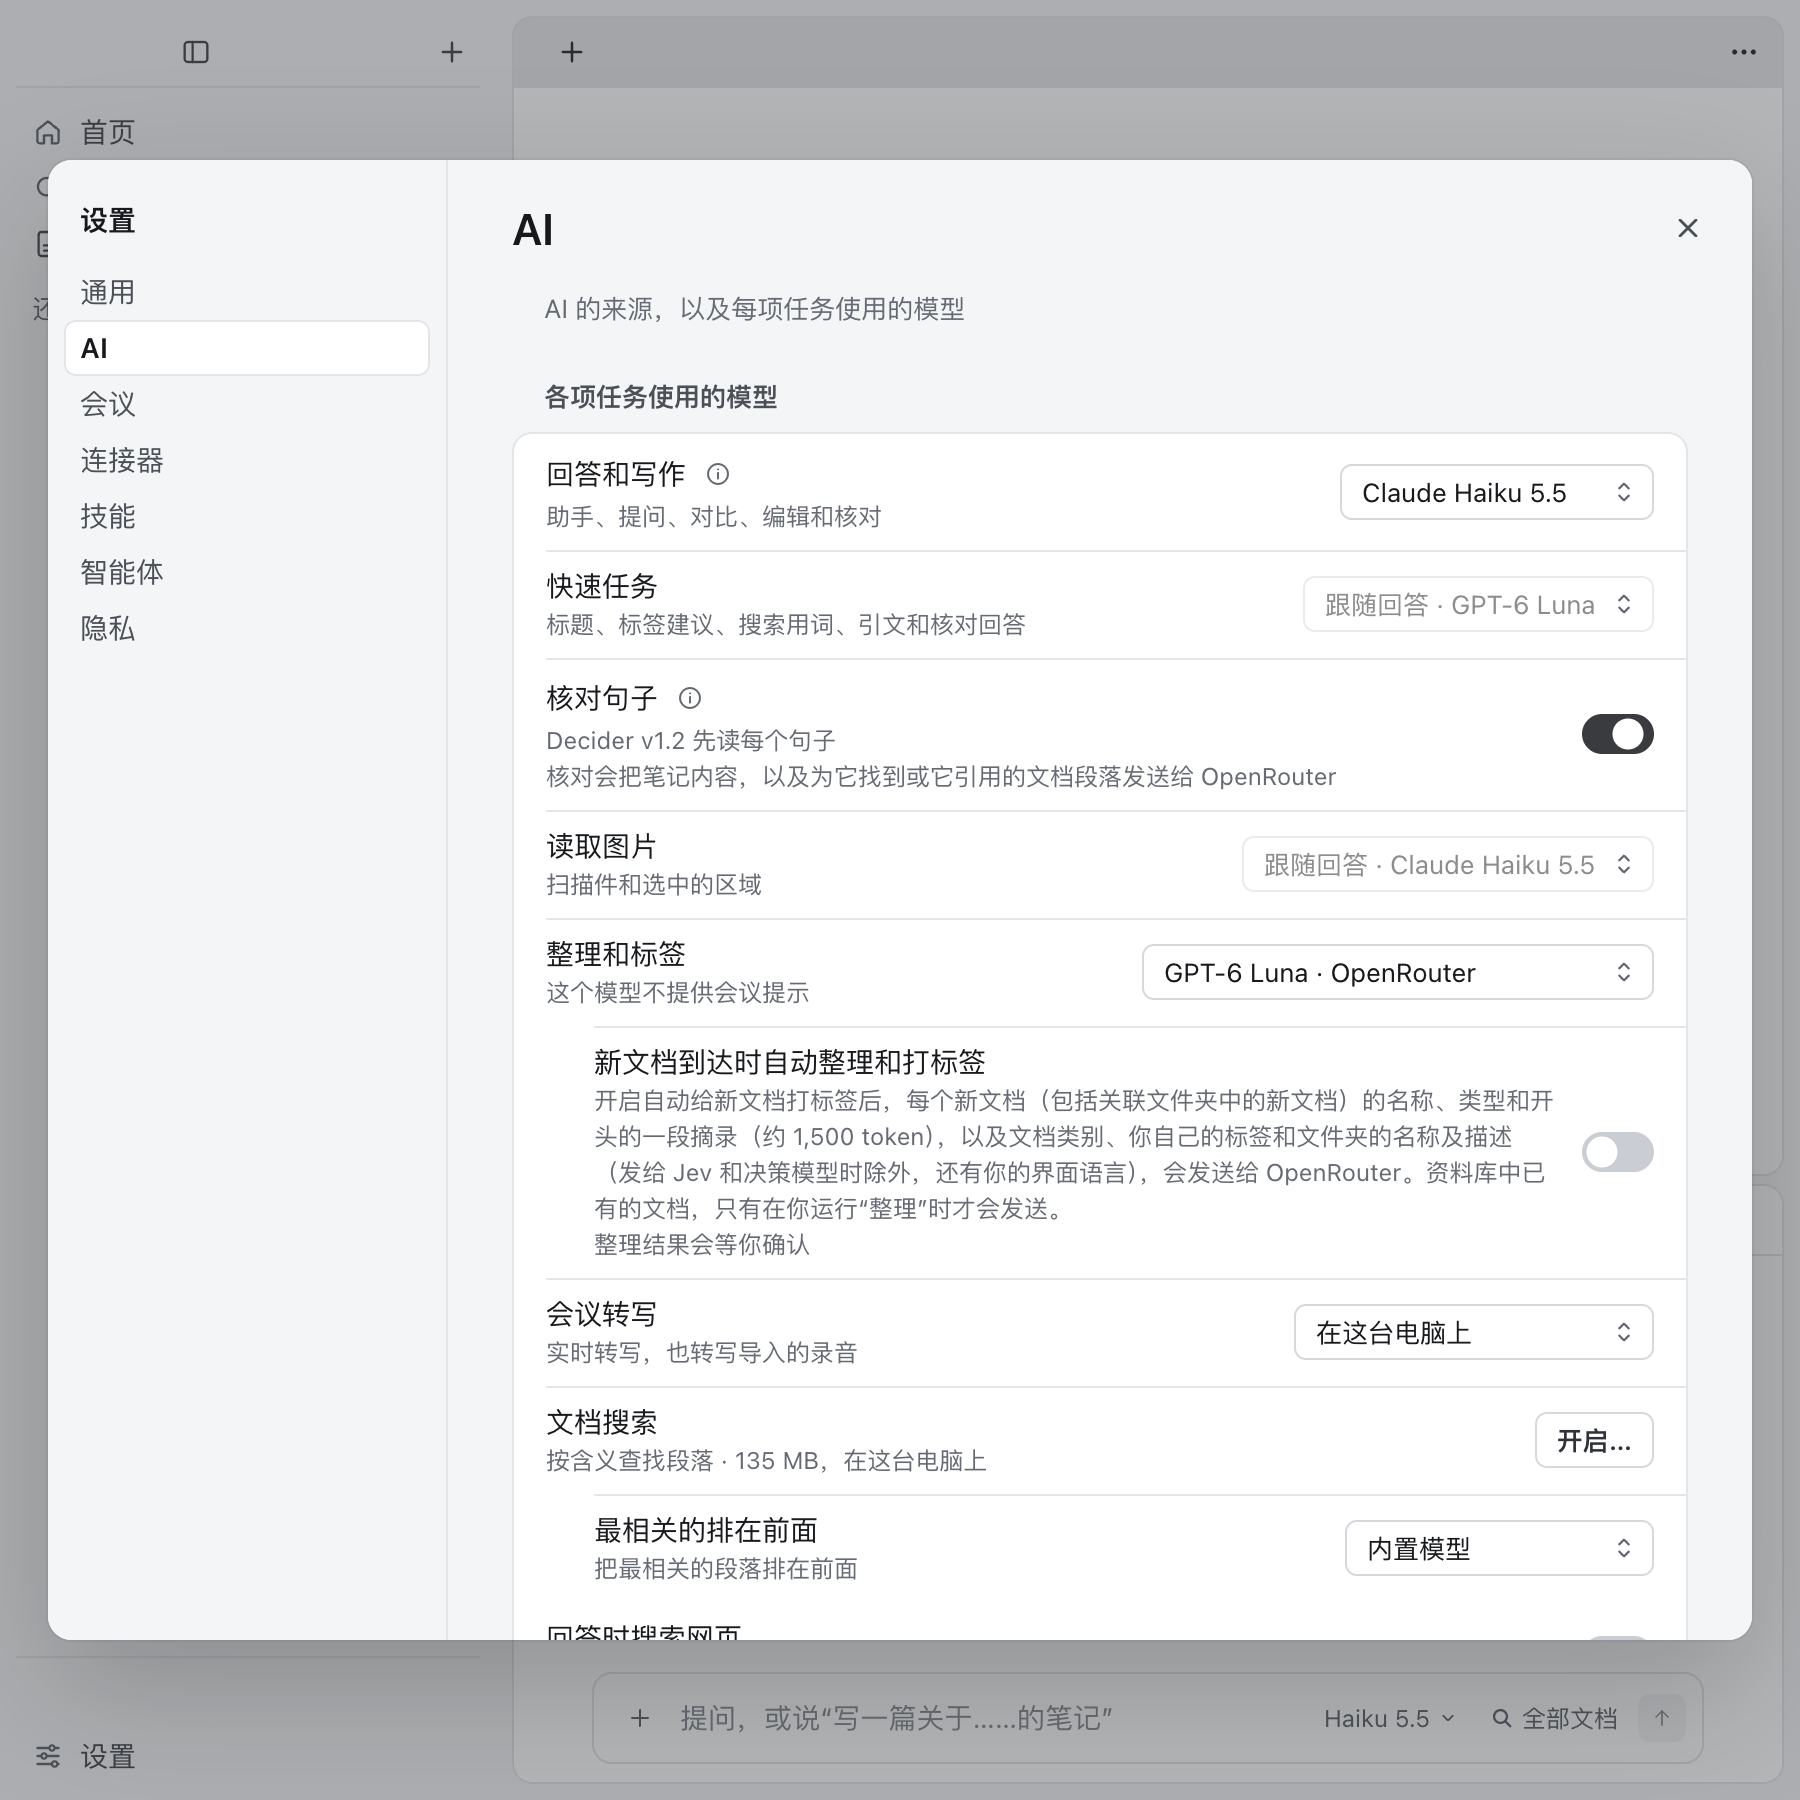 首页
还
设置
通用
AI
会议
连接器
技能
智能体
隐私
AI
AI 的来源，以及每项任务使用的模型
各项任务使用的模型
回答和写作
助手、提问、对比、编辑和核对
Claude Haiku 5.5
快速任务
标题、标签建议、搜索用词、引文和核对回答
跟随回答 · GPT-6 Luna
核对句子
Decider v1.2 先读每个句子
核对会把笔记内容，以及为它找到或它引用的文档段落发送给 OpenRouter
读取图片
扫描件和选中的区域
跟随回答 · Claude Haiku 5.5
整理和标签
这个模型不提供会议提示
GPT-6 Luna · OpenRouter
新文档到达时自动整理和打标签
开启自动给新文档打标签后，每个新文档（包括关联文件夹中的新文档）的名称、类型和开
头的一段摘录（约 1,500 token），以及文档类别、你自己的标签和文件夹的名称及描述
（发给 Jev 和决策模型时除外，还有你的界面语言），会发送给 OpenRouter。资料库中已
有的文档，只有在你运行“整理”时才会发送。
整理结果会等你确认
会议转写
实时转写，也转写导入的录音
在这台电脑上
文档搜索
按含义查找段落 · 135 MB，在这台电脑上
开启...
最相关的排在前面
把最相关的段落排在前面
内置模型
回答时搜索网页
提问，或说“写一篇关于……的笔记”
Haiku 5.5
全部文档
设置